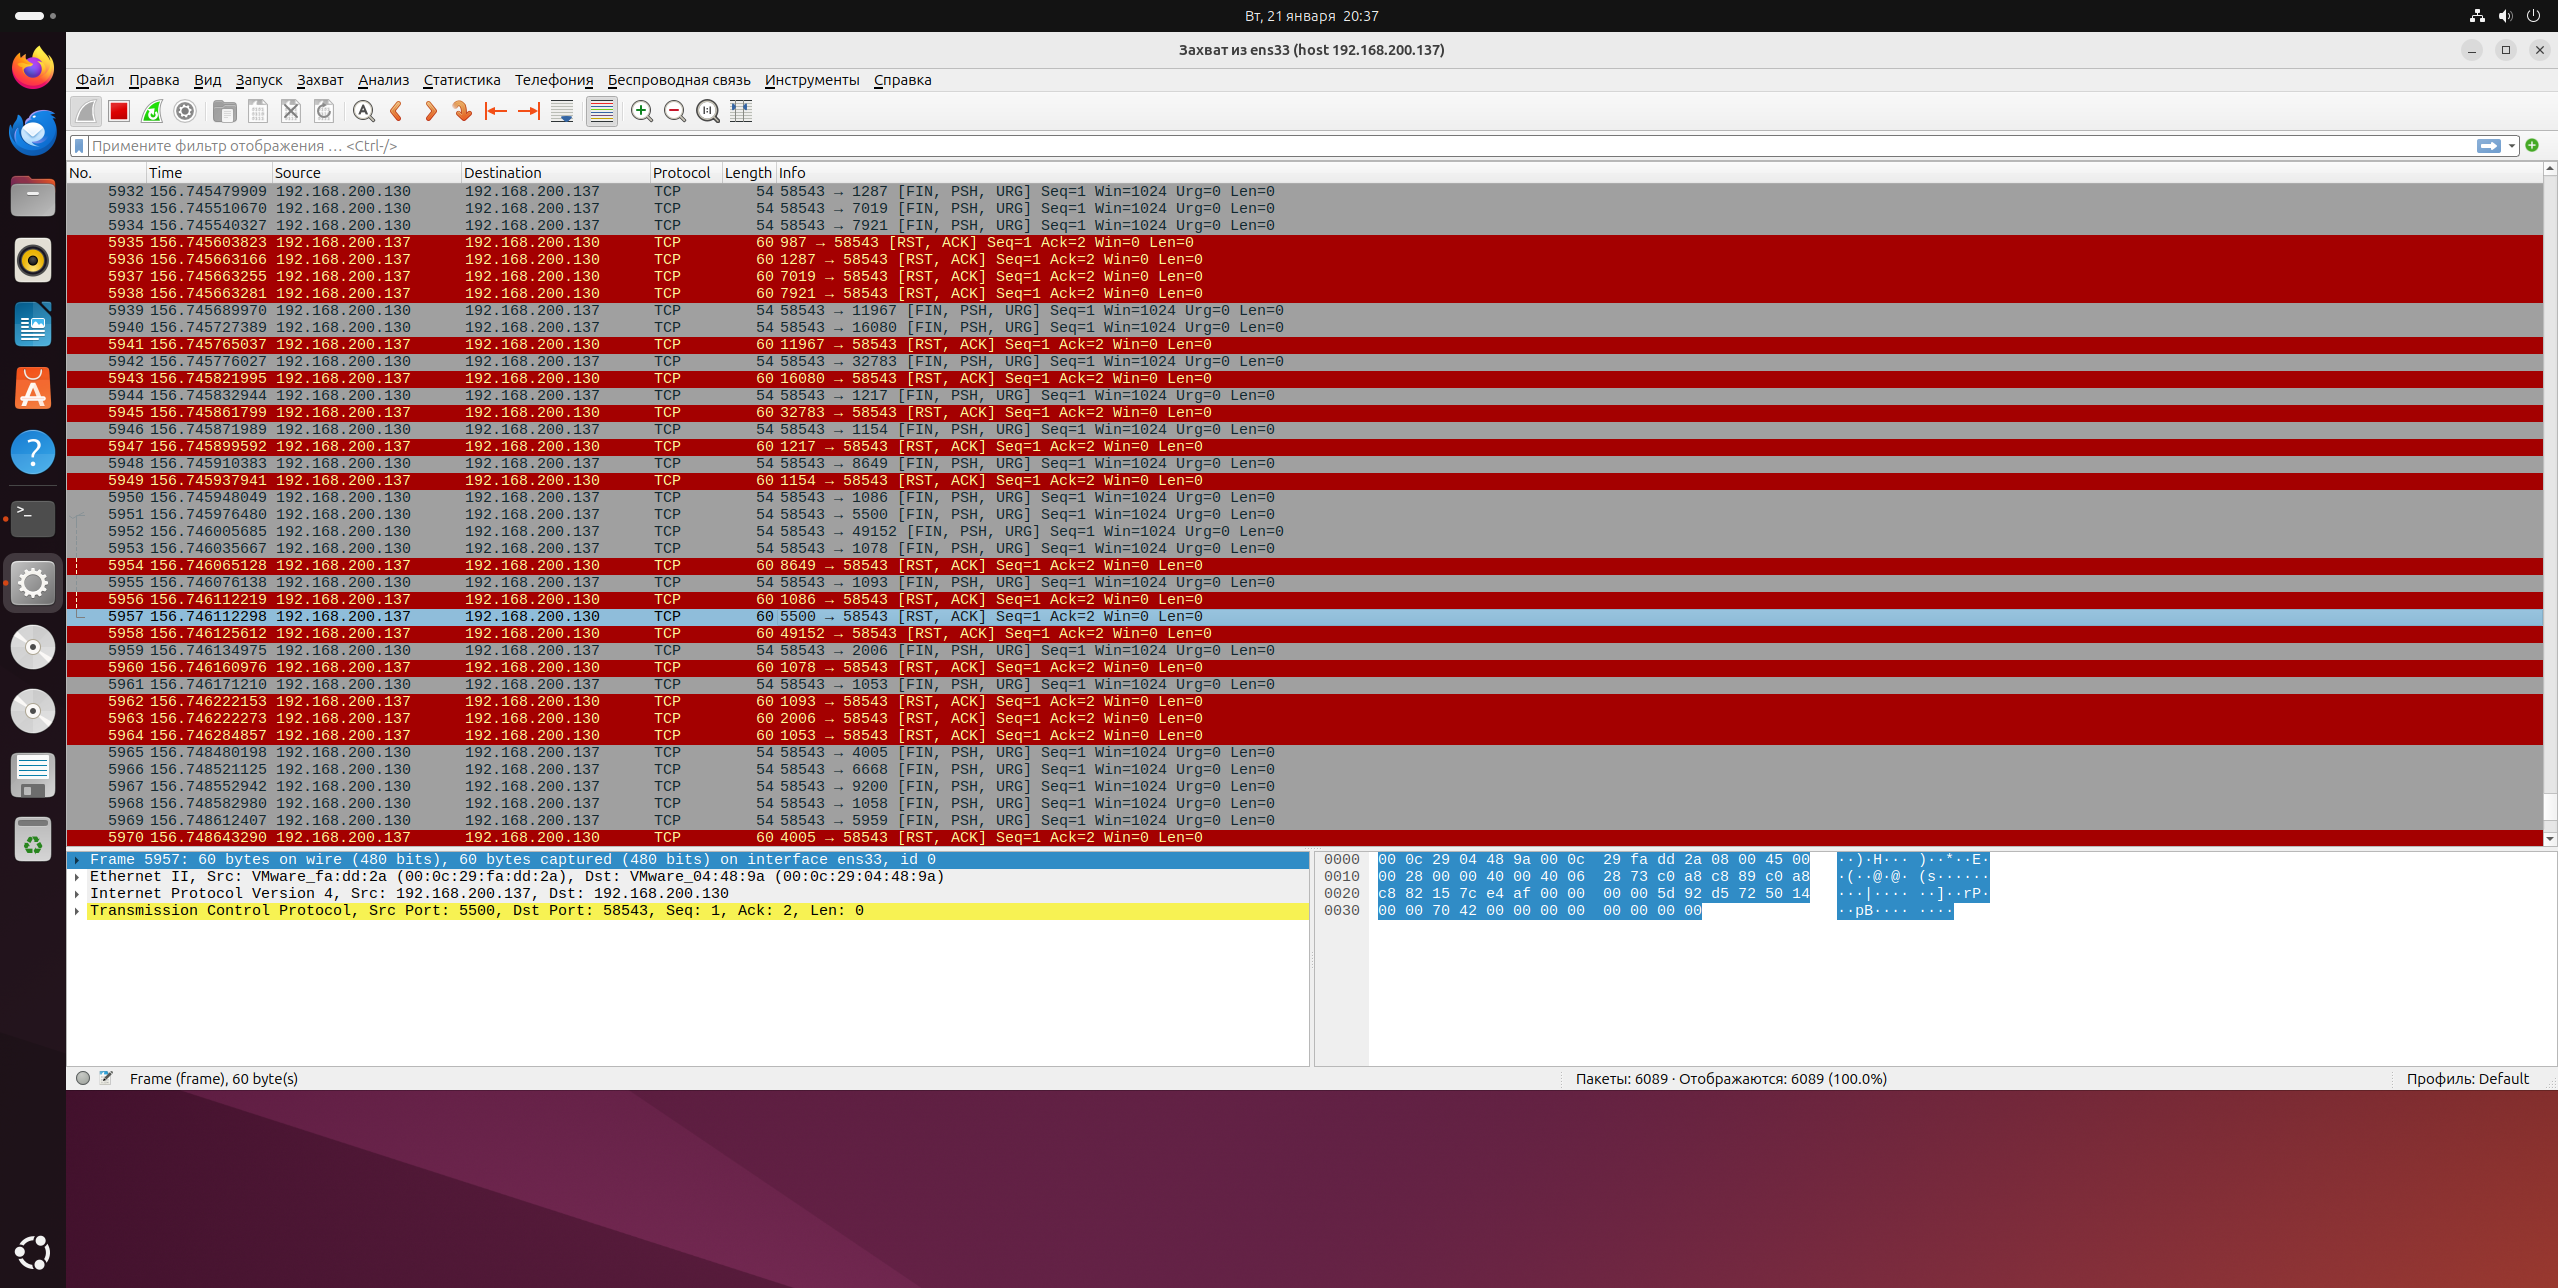 Вт, 21 января 20:37
Захват из ens33 (host 192.168.200.137)
Файл Правка Вид Запуск Захват Анализ Статистика Телефония Беспроводная связь Инструменты Справка
Примените фильтр отображения … <Ctrl-/>
No. Time Source Destination Protocol Length Info
5932 156.745479909 192.168.200.130 192.168.200.137 TCP 54 58543 → 1287 [FIN, PSH, URG] Seq=1 Win=1024 Urg=0 Len=0
5933 156.745510670 192.168.200.130 192.168.200.137 TCP 54 58543 → 7019 [FIN, PSH, URG] Seq=1 Win=1024 Urg=0 Len=0
5934 156.745540327 192.168.200.130 192.168.200.137 TCP 54 58543 → 7921 [FIN, PSH, URG] Seq=1 Win=1024 Urg=0 Len=0
5935 156.745603823 192.168.200.137 192.168.200.130 TCP 60 987 → 58543 [RST, ACK] Seq=1 Ack=2 Win=0 Len=0
5936 156.745663166 192.168.200.137 192.168.200.130 TCP 60 1287 → 58543 [RST, ACK] Seq=1 Ack=2 Win=0 Len=0
5937 156.745663255 192.168.200.137 192.168.200.130 TCP 60 7019 → 58543 [RST, ACK] Seq=1 Ack=2 Win=0 Len=0
5938 156.745663281 192.168.200.137 192.168.200.130 TCP 60 7921 → 58543 [RST, ACK] Seq=1 Ack=2 Win=0 Len=0
5939 156.745689970 192.168.200.130 192.168.200.137 TCP 54 58543 → 11967 [FIN, PSH, URG] Seq=1 Win=1024 Urg=0 Len=0
5940 156.745727389 192.168.200.130 192.168.200.137 TCP 54 58543 → 16080 [FIN, PSH, URG] Seq=1 Win=1024 Urg=0 Len=0
5941 156.745765037 192.168.200.137 192.168.200.130 TCP 60 11967 → 58543 [RST, ACK] Seq=1 Ack=2 Win=0 Len=0
5942 156.745776027 192.168.200.130 192.168.200.137 TCP 54 58543 → 32783 [FIN, PSH, URG] Seq=1 Win=1024 Urg=0 Len=0
5943 156.745821995 192.168.200.137 192.168.200.130 TCP 60 16080 → 58543 [RST, ACK] Seq=1 Ack=2 Win=0 Len=0
5944 156.745832944 192.168.200.130 192.168.200.137 TCP 54 58543 → 1217 [FIN, PSH, URG] Seq=1 Win=1024 Urg=0 Len=0
5945 156.745861799 192.168.200.137 192.168.200.130 TCP 60 32783 → 58543 [RST, ACK] Seq=1 Ack=2 Win=0 Len=0
5946 156.745871989 192.168.200.130 192.168.200.137 TCP 54 58543 → 1154 [FIN, PSH, URG] Seq=1 Win=1024 Urg=0 Len=0
5947 156.745899592 192.168.200.137 192.168.200.130 TCP 60 1217 → 58543 [RST, ACK] Seq=1 Ack=2 Win=0 Len=0
5948 156.745910383 192.168.200.130 192.168.200.137 TCP 54 58543 → 8649 [FIN, PSH, URG] Seq=1 Win=1024 Urg=0 Len=0
5949 156.745937941 192.168.200.137 192.168.200.130 TCP 60 1154 → 58543 [RST, ACK] Seq=1 Ack=2 Win=0 Len=0
5950 156.745948049 192.168.200.130 192.168.200.137 TCP 54 58543 → 1086 [FIN, PSH, URG] Seq=1 Win=1024 Urg=0 Len=0
5951 156.745976480 192.168.200.130 192.168.200.137 TCP 54 58543 → 5500 [FIN, PSH, URG] Seq=1 Win=1024 Urg=0 Len=0
5952 156.746005685 192.168.200.130 192.168.200.137 TCP 54 58543 → 49152 [FIN, PSH, URG] Seq=1 Win=1024 Urg=0 Len=0
5953 156.746035667 192.168.200.130 192.168.200.137 TCP 54 58543 → 1078 [FIN, PSH, URG] Seq=1 Win=1024 Urg=0 Len=0
5954 156.746065128 192.168.200.137 192.168.200.130 TCP 60 8649 → 58543 [RST, ACK] Seq=1 Ack=2 Win=0 Len=0
5955 156.746076138 192.168.200.130 192.168.200.137 TCP 54 58543 → 1093 [FIN, PSH, URG] Seq=1 Win=1024 Urg=0 Len=0
5956 156.746112219 192.168.200.137 192.168.200.130 TCP 60 1086 → 58543 [RST, ACK] Seq=1 Ack=2 Win=0 Len=0
5957 156.746112298 192.168.200.137 192.168.200.130 TCP 60 5500 → 58543 [RST, ACK] Seq=1 Ack=2 Win=0 Len=0
5958 156.746125612 192.168.200.137 192.168.200.130 TCP 60 49152 → 58543 [RST, ACK] Seq=1 Ack=2 Win=0 Len=0
5959 156.746134975 192.168.200.130 192.168.200.137 TCP 54 58543 → 2006 [FIN, PSH, URG] Seq=1 Win=1024 Urg=0 Len=0
5960 156.746160976 192.168.200.137 192.168.200.130 TCP 60 1078 → 58543 [RST, ACK] Seq=1 Ack=2 Win=0 Len=0
5961 156.746171210 192.168.200.130 192.168.200.137 TCP 54 58543 → 1053 [FIN, PSH, URG] Seq=1 Win=1024 Urg=0 Len=0
5962 156.746222153 192.168.200.137 192.168.200.130 TCP 60 1093 → 58543 [RST, ACK] Seq=1 Ack=2 Win=0 Len=0
5963 156.746222273 192.168.200.137 192.168.200.130 TCP 60 2006 → 58543 [RST, ACK] Seq=1 Ack=2 Win=0 Len=0
5964 156.746284857 192.168.200.137 192.168.200.130 TCP 60 1053 → 58543 [RST, ACK] Seq=1 Ack=2 Win=0 Len=0
5965 156.748480198 192.168.200.130 192.168.200.137 TCP 54 58543 → 4005 [FIN, PSH, URG] Seq=1 Win=1024 Urg=0 Len=0
5966 156.748521125 192.168.200.130 192.168.200.137 TCP 54 58543 → 6668 [FIN, PSH, URG] Seq=1 Win=1024 Urg=0 Len=0
5967 156.748552942 192.168.200.130 192.168.200.137 TCP 54 58543 → 9200 [FIN, PSH, URG] Seq=1 Win=1024 Urg=0 Len=0
5968 156.748582980 192.168.200.130 192.168.200.137 TCP 54 58543 → 1058 [FIN, PSH, URG] Seq=1 Win=1024 Urg=0 Len=0
5969 156.748612407 192.168.200.130 192.168.200.137 TCP 54 58543 → 5959 [FIN, PSH, URG] Seq=1 Win=1024 Urg=0 Len=0
5970 156.748643290 192.168.200.137 192.168.200.130 TCP 60 4005 → 58543 [RST, ACK] Seq=1 Ack=2 Win=0 Len=0
Frame 5957: 60 bytes on wire (480 bits), 60 bytes captured (480 bits) on interface ens33, id 0
Ethernet II, Src: VMware_fa:dd:2a (00:0c:29:fa:dd:2a), Dst: VMware_04:48:9a (00:0c:29:04:48:9a)
Internet Protocol Version 4, Src: 192.168.200.137, Dst: 192.168.200.130
Transmission Control Protocol, Src Port: 5500, Dst Port: 58543, Seq: 1, Ack: 2, Len: 0
0000 00 0c 29 04 48 9a 00 0c 29 fa dd 2a 08 00 45 00 ··)·H··· )··*··E·
0010 00 28 00 00 40 00 40 06 28 73 c0 a8 c8 89 c0 a8 ·(··@·@· (s······
0020 c8 82 15 7c e4 af 00 00 00 00 5d 92 d5 72 50 14 ···|···· ··]··rP·
0030 00 00 70 42 00 00 00 00 00 00 00 00 ··pB···· ····
Frame (frame), 60 byte(s)
Пакеты: 6089 · Отображаются: 6089 (100.0%)
Профиль: Default